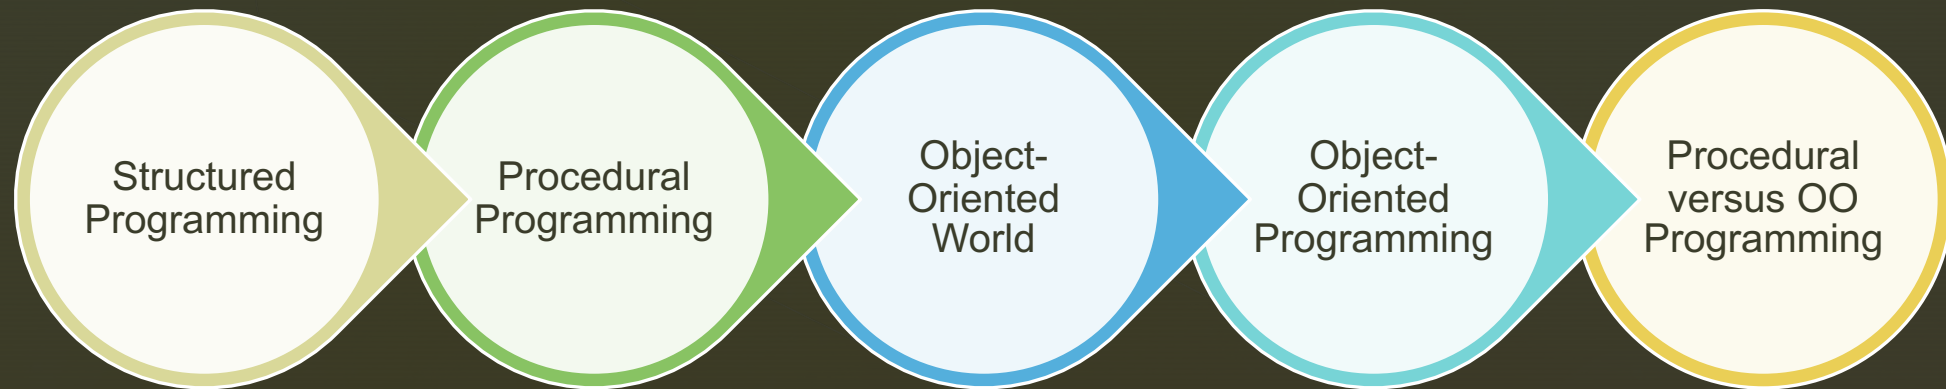 Structured
Programming
Procedural
Programming
Object-
Oriented
World
Object-
Oriented
Programming
Procedural
versus OO
Programming